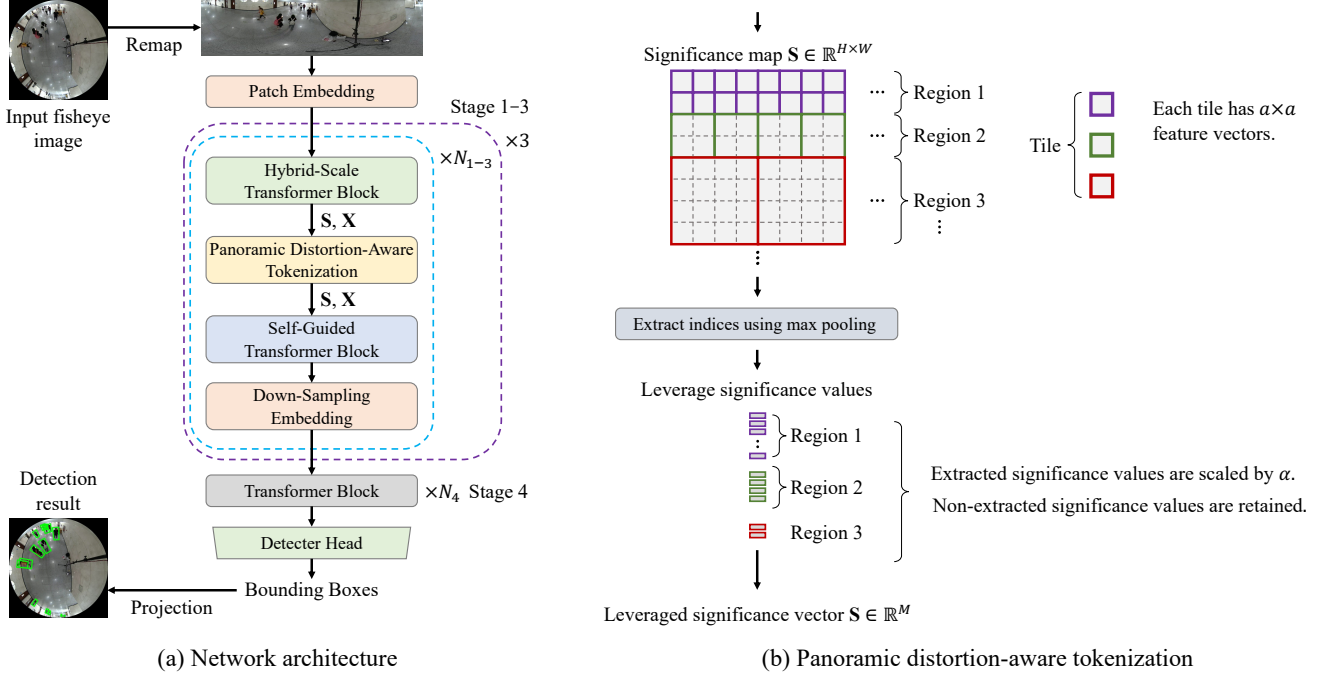 Remap
Input fisheye
image
Patch Embedding
Stage 1–3
×3
×N₁₋₃
Hybrid-Scale
Transformer Block
S, X
Panoramic Distortion-Aware
Tokenization
S, X
Self-Guided
Transformer Block
Down-Sampling
Embedding
Transformer Block
×N₄ Stage 4
Detecter Head
Bounding Boxes
Detection
result
Projection
(a) Network architecture
Significance map S ∈ ℝᴴˣᵂ
... Region 1
... Region 2
... Region 3
⋮
⋮
Tile
Each tile has a×a
feature vectors.
Extract indices using max pooling
Leverage significance values
⋮
Region 1
Region 2
Region 3
Extracted significance values are scaled by α.
Non-extracted significance values are retained.
Leveraged significance vector S ∈ ℝᴹ
(b) Panoramic distortion-aware tokenization